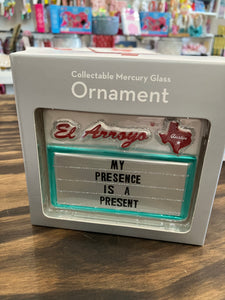 Collectable Mercury Glass
Ornament
El Arroyo
Austin
MY
PRESENCE
IS A
PRESENT